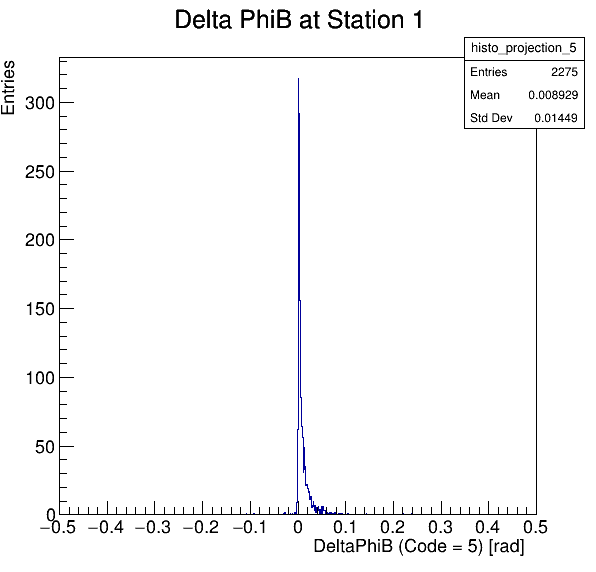 Delta PhiB at Station 1
histo_projection_5
Entries 2275
Mean 0.008929
Std Dev 0.01449
Entries
300
250
200
150
100
50
0
−0.5 −0.4 −0.3 −0.2 −0.1 0 0.1 0.2 0.3 0.4 0.5
DeltaPhiB (Code = 5) [rad]